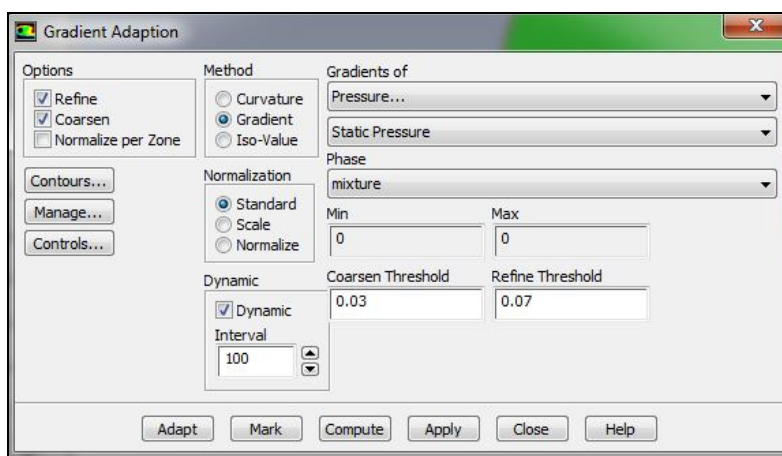 Gradient Adaption
Options
Refine
Coarsen
Normalize per Zone
Contours...
Manage...
Controls...
Method
Curvature
Gradient
Iso-Value
Normalization
Standard
Scale
Normalize
Dynamic
Dynamic
Interval
100
Gradients of
Pressure...
Static Pressure
Phase
mixture
Min Max
0 0
Coarsen Threshold Refine Threshold
0.03 0.07
Adapt Mark Compute Apply Close Help